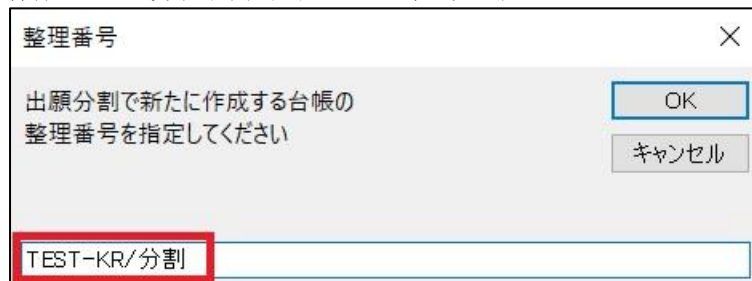 整理番号
出願分割で新たに作成する台帳の
整理番号を指定してください
OK
キャンセル
TEST-KR/分割